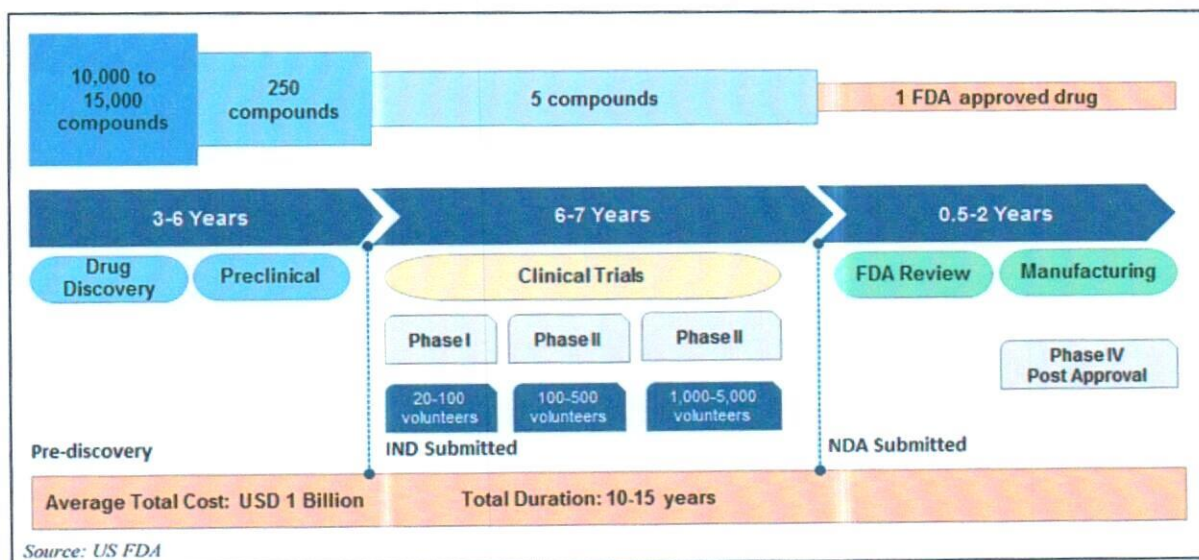 10,000 to
15,000
compounds
250
compounds
5 compounds
1 FDA approved drug
3-6 Years
6-7 Years
0.5-2 Years
Drug
Discovery
Preclinical
Clinical Trials
FDA Review
Manufacturing
Phase I
Phase II
Phase II
Phase IV
Post Approval
20-100
volunteers
100-500
volunteers
1,000-5,000
volunteers
Pre-discovery
IND Submitted
NDA Submitted
Average Total Cost: USD 1 Billion
Total Duration: 10-15 years
Source: US FDA